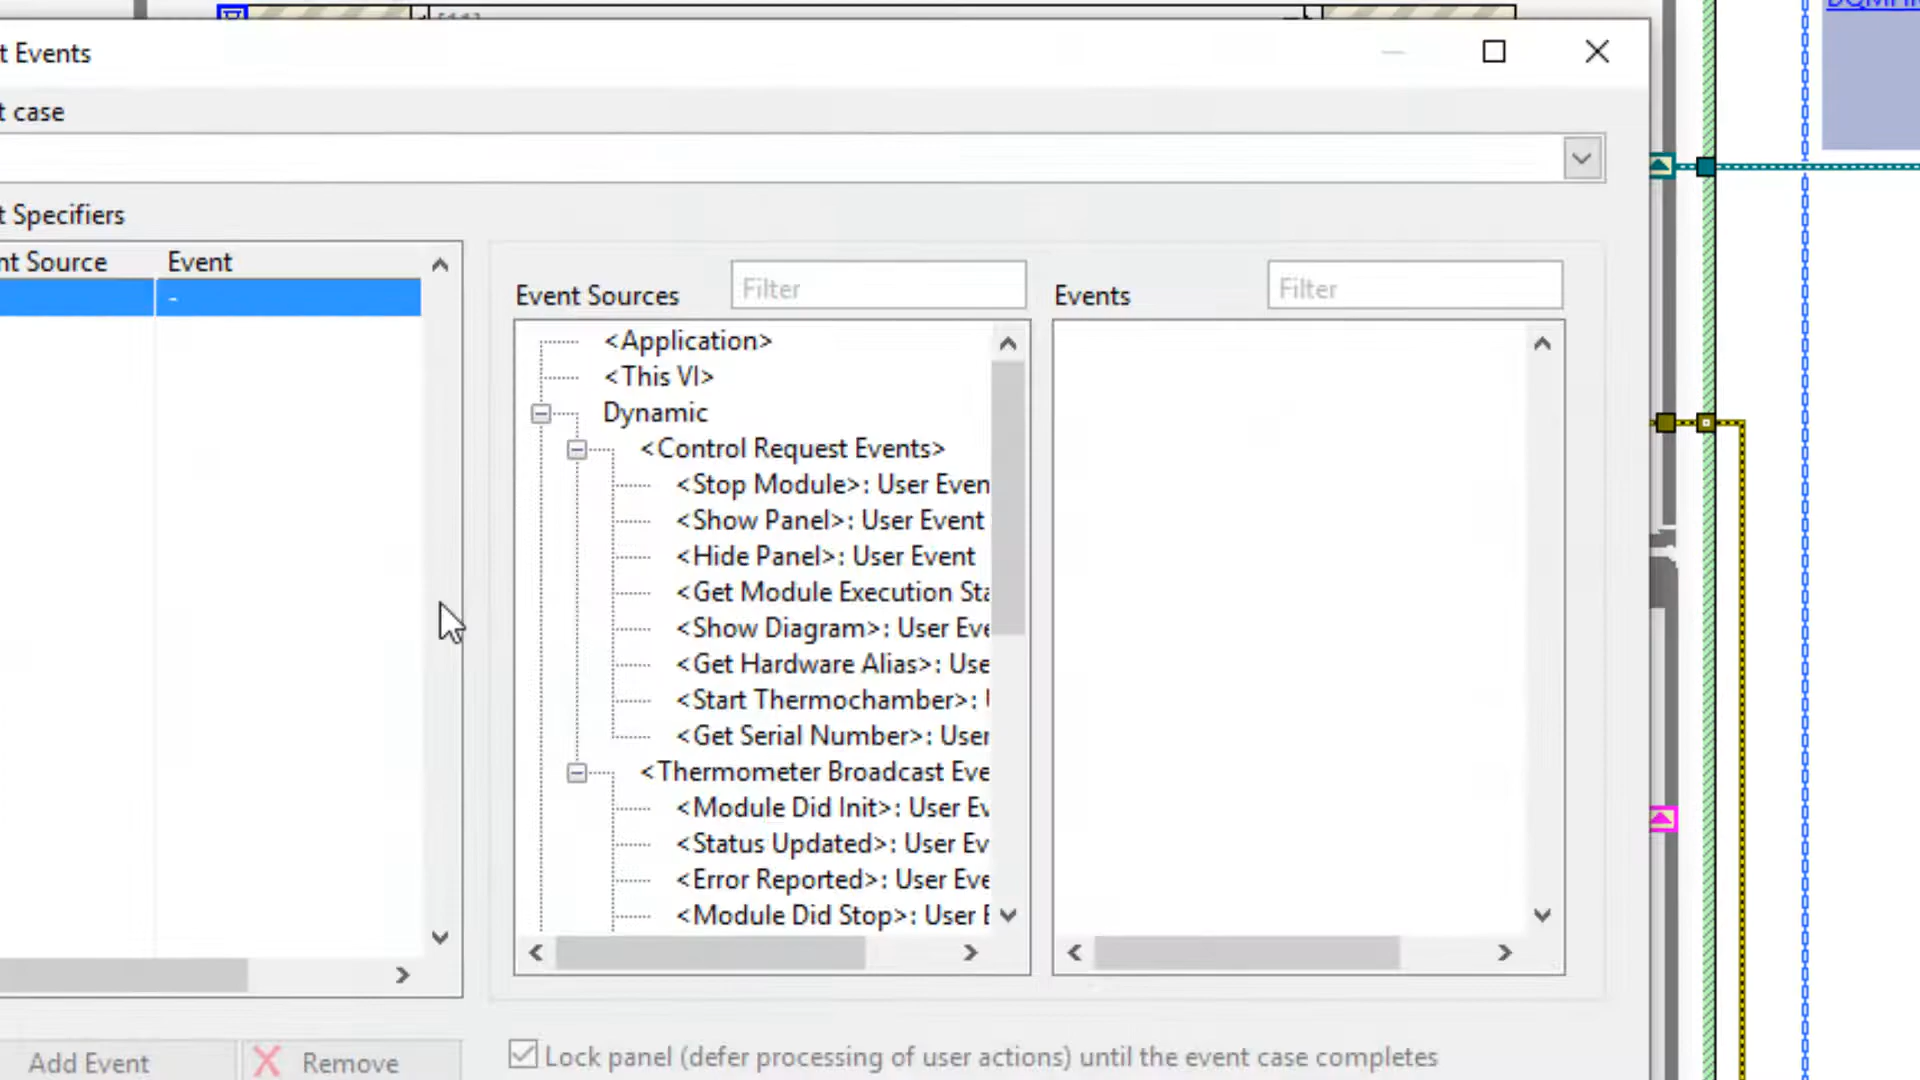 t Events
t case
t Specifiers
nt Source Event
-
Event Sources Filter
Events Filter
<Application>
<This VI>
Dynamic
<Control Request Events>
<Stop Module>: User Even
<Show Panel>: User Event
<Hide Panel>: User Event
<Get Module Execution Sta
<Show Diagram>: User Eve
<Get Hardware Alias>: Use
<Start Thermochamber>:
<Get Serial Number>: User
<Thermometer Broadcast Eve
<Module Did Init>: User Ev
<Status Updated>: User Ev
<Error Reported>: User Eve
<Module Did Stop>: User E
Add Event Remove
Lock panel (defer processing of user actions) until the event case completes